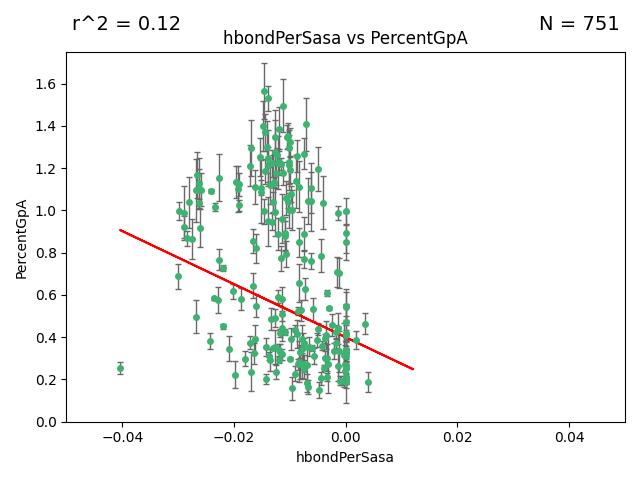 r^2 = 0.12
N = 751
hbondPerSasa vs PercentGpA
PercentGpA
1.6
1.4
1.2
1.0
0.8
0.6
0.4
0.2
0.0
−0.04
−0.02
0.00
0.02
0.04
hbondPerSasa